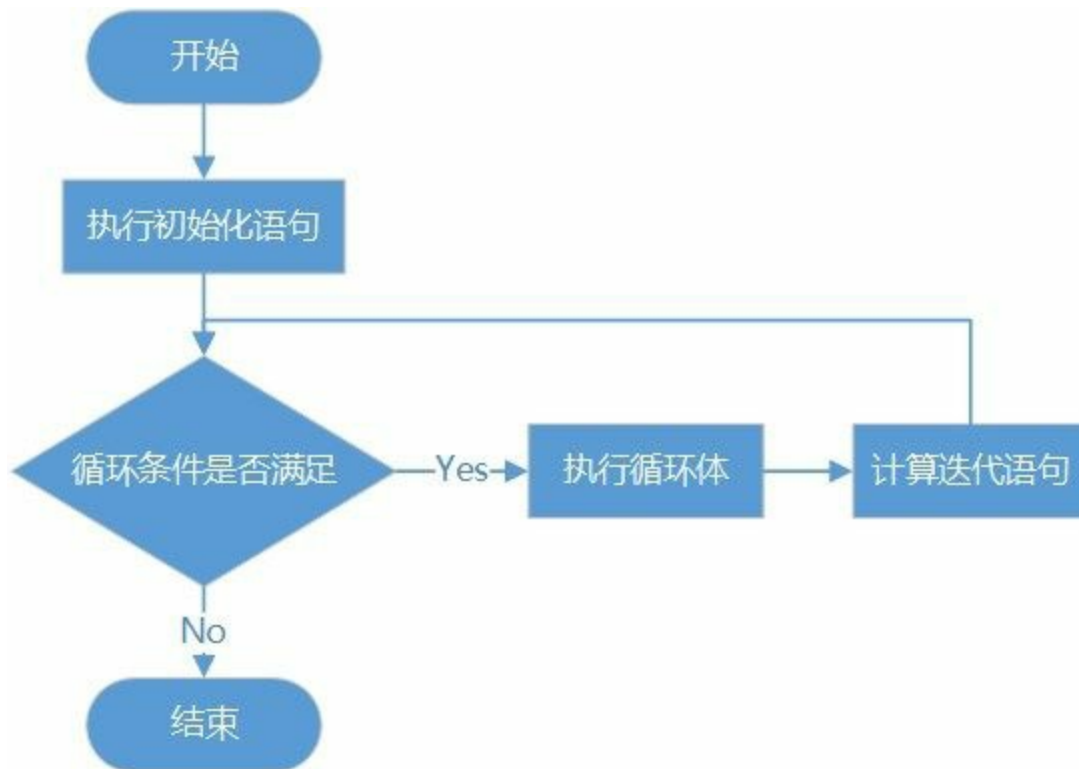 开始
执行初始化语句
循环条件是否满足
Yes
执行循环体
计算迭代语句
No
结束